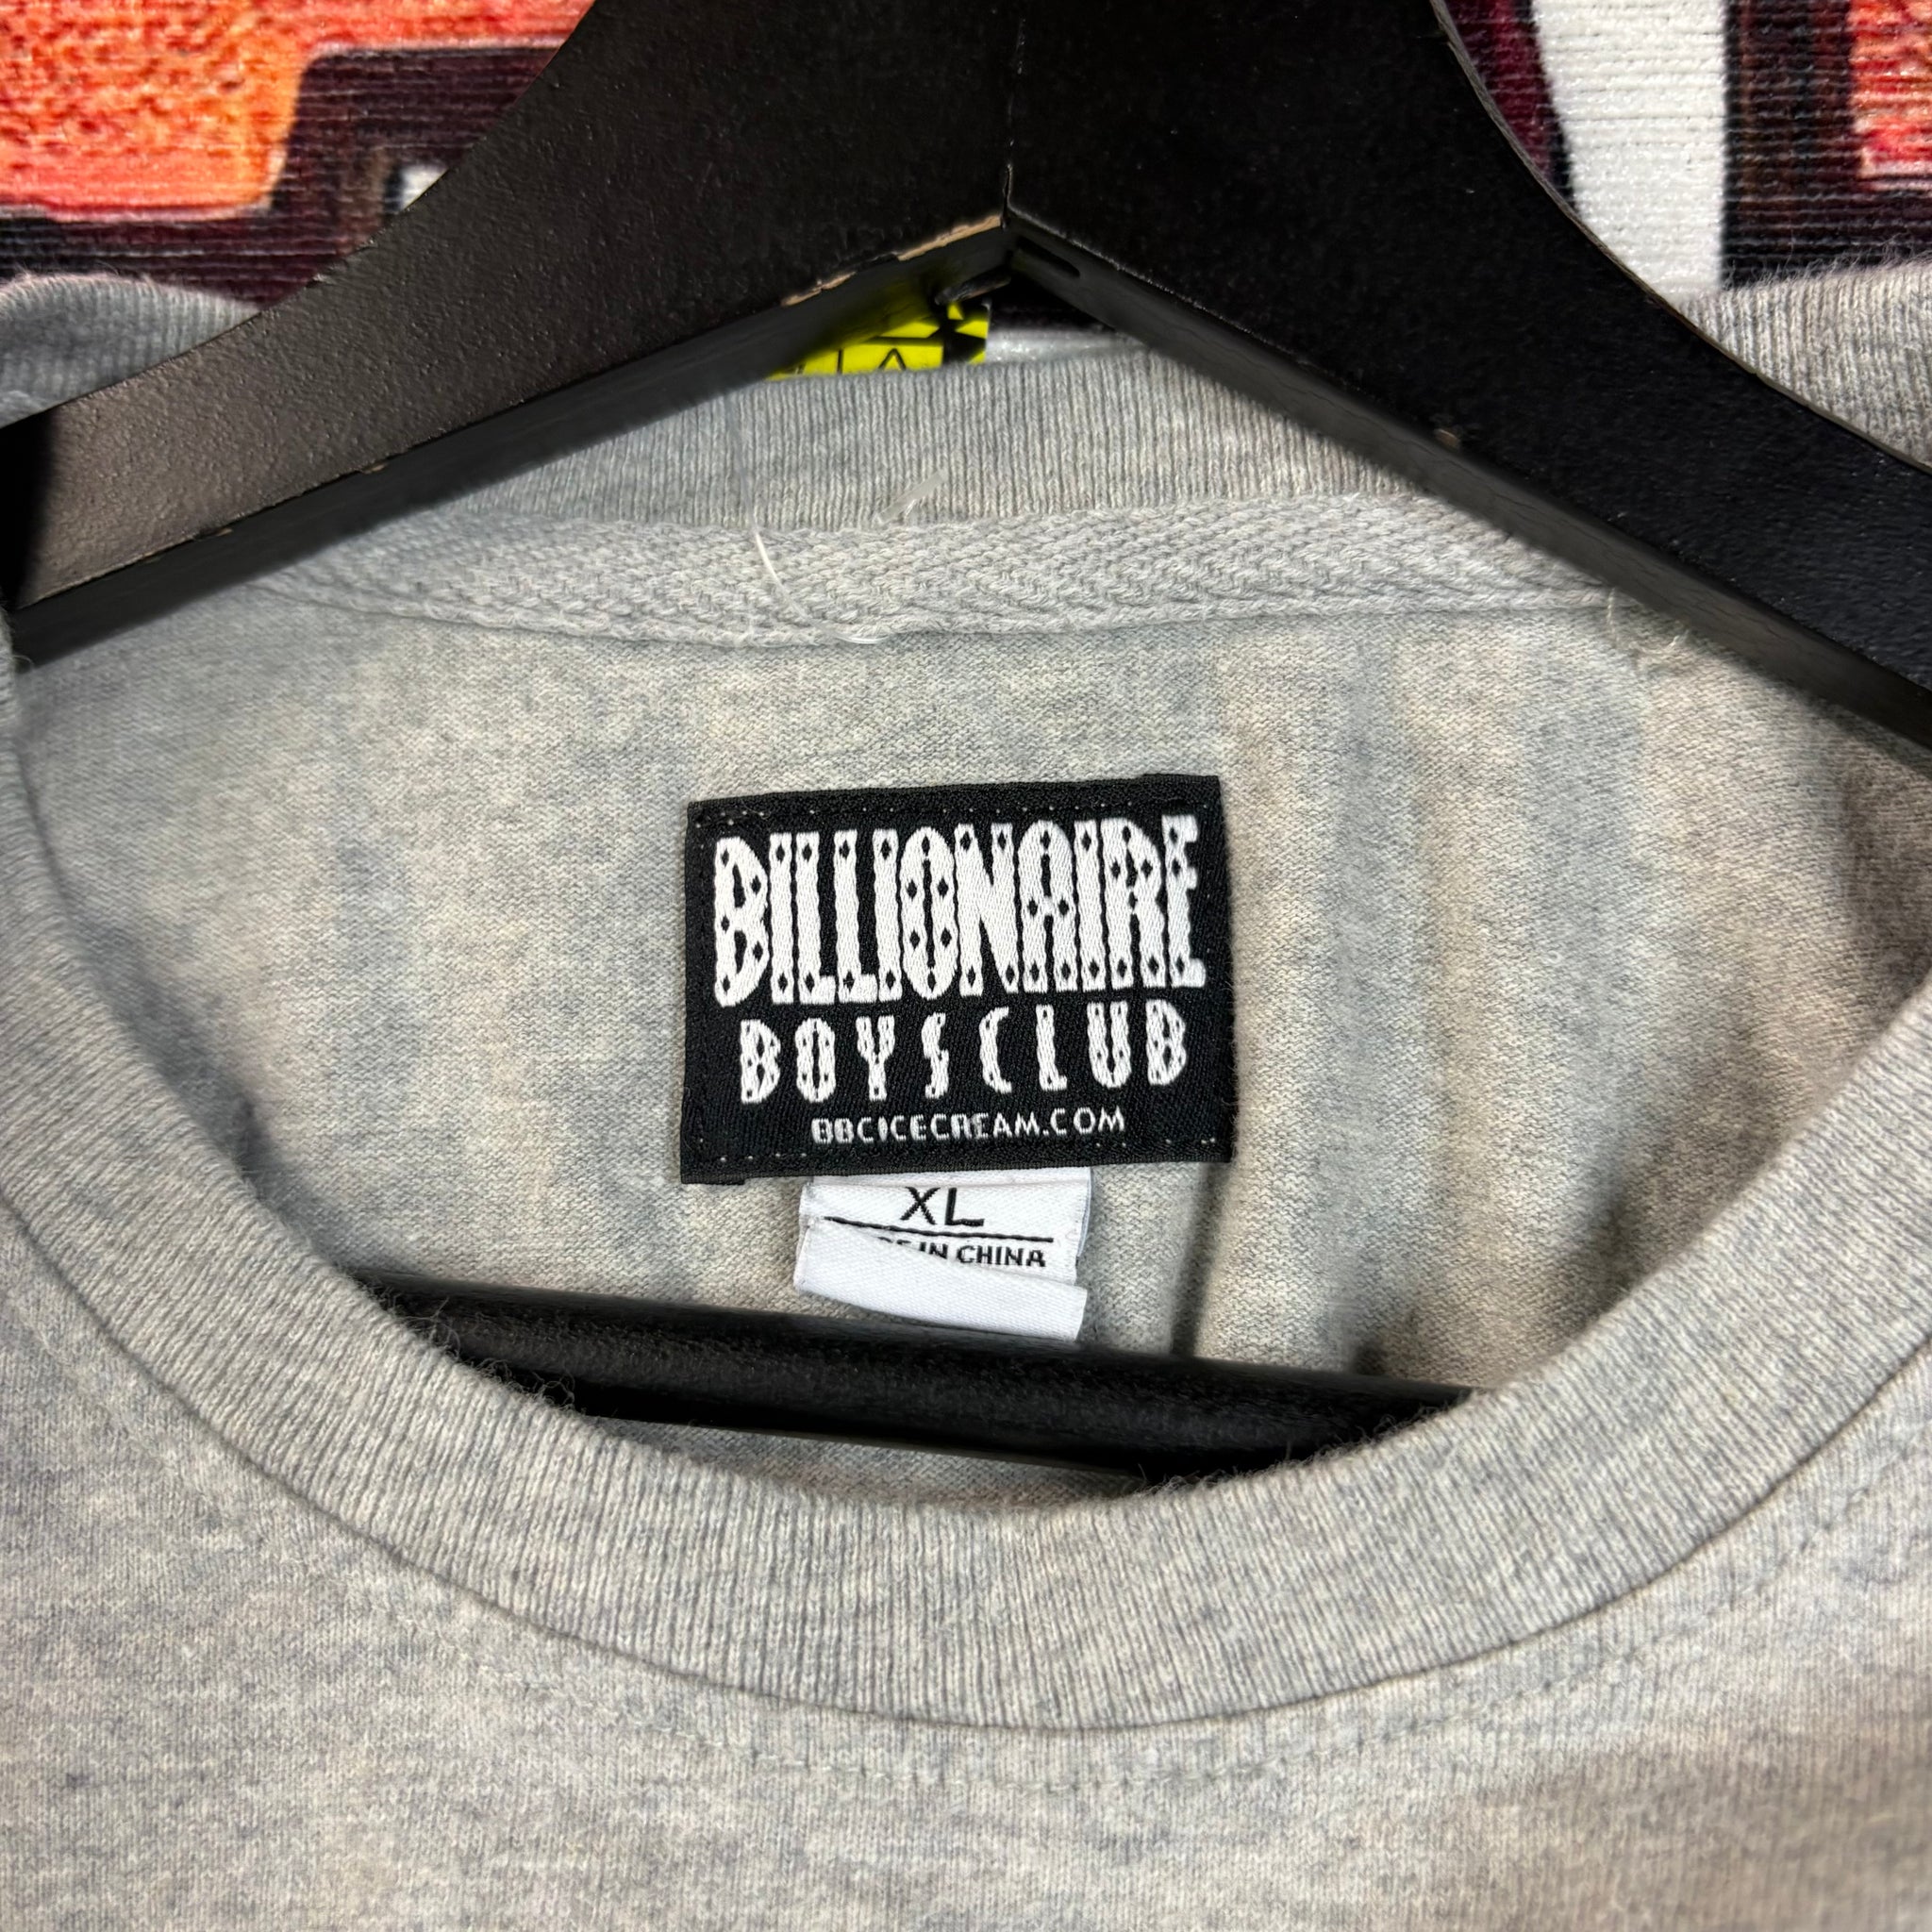 BILLIONAIRE
BOYS CLUB
BBCICECREAM.COM
XL
IN CHINA